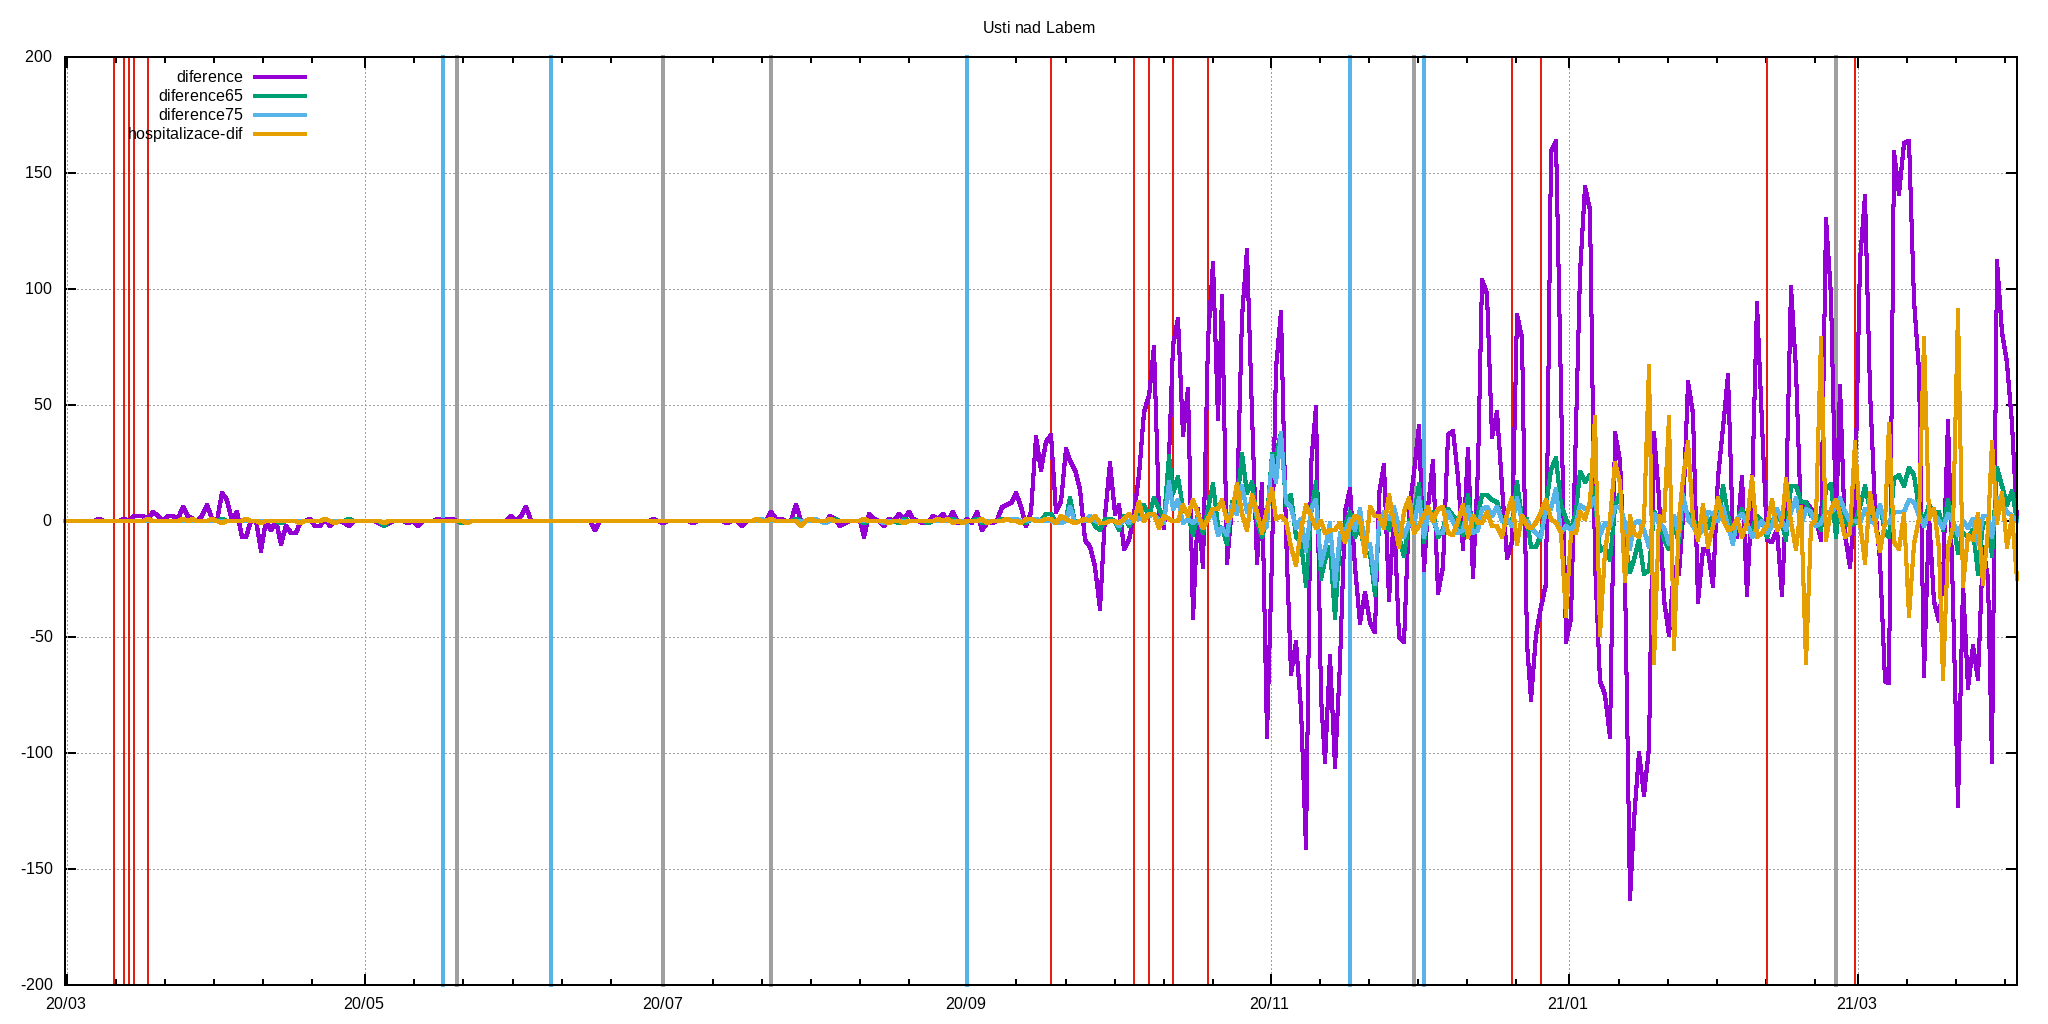 Usti nad Labem
200
150
100
50
0
-50
-100
-150
-200
diference
diference65
diference75
hospitalizace-dif
20/03 20/05 20/07 20/09 20/11 21/01 21/03